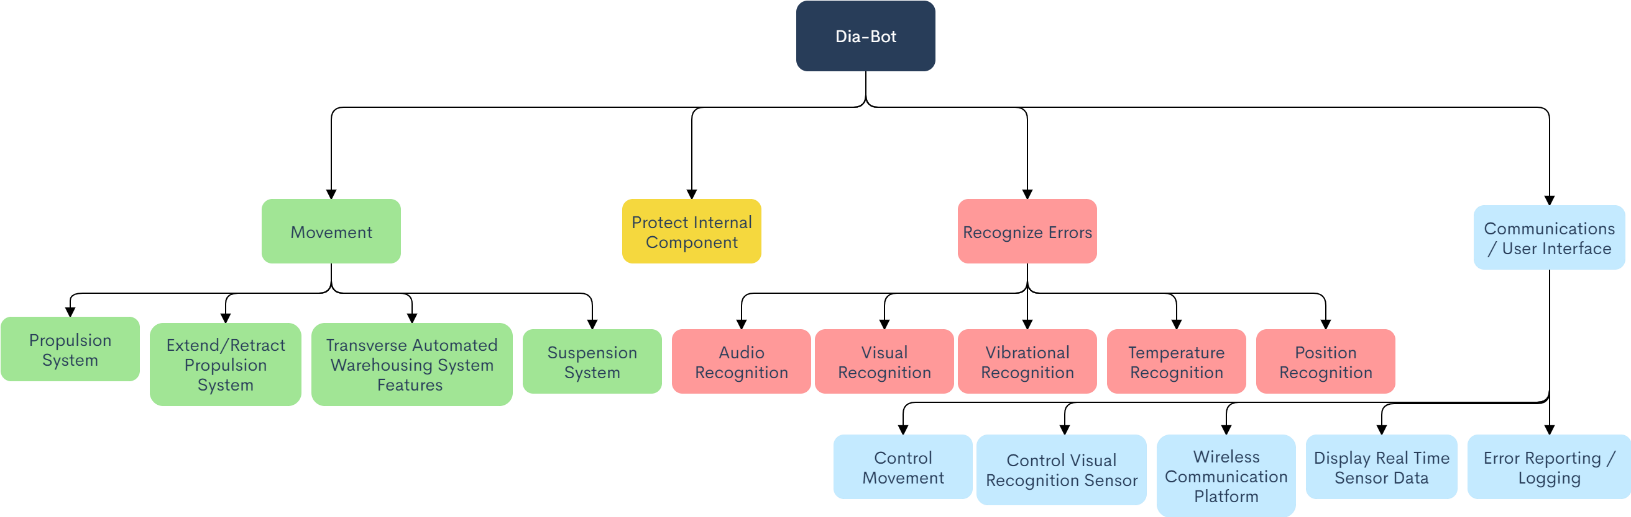 Dia-Bot
Movement
Protect Internal
Component
Recognize Errors
Communications
/ User Interface
Propulsion
System
Extend/Retract
Propulsion
System
Transverse Automated
Warehousing System
Features
Suspension
System
Audio
Recognition
Visual
Recognition
Vibrational
Recognition
Temperature
Recognition
Position
Recognition
Control
Movement
Control Visual
Recognition Sensor
Wireless
Communication
Platform
Display Real Time
Sensor Data
Error Reporting /
Logging